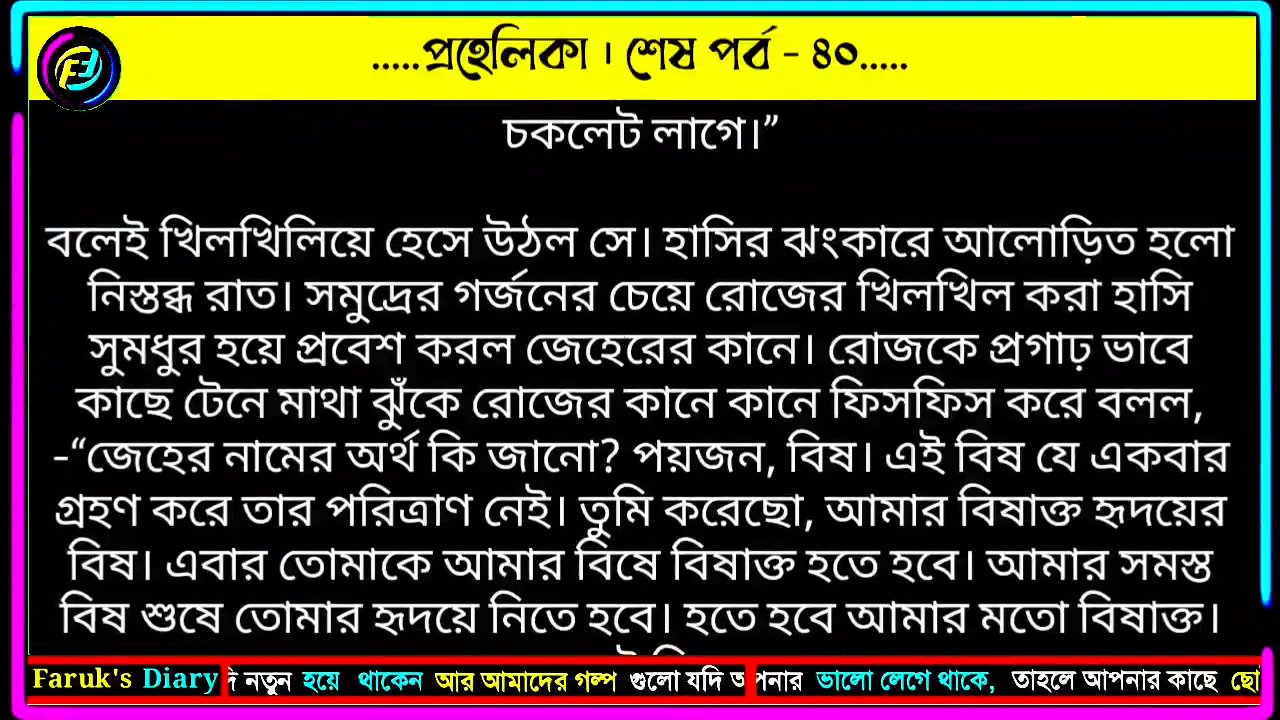 .....প্রহেলিকা । শেষ পর্ব - ৪০.....
চকলেট লাগে।”
বলেই খিলখিলিয়ে হেসে উঠল সে। হাসির ঝংকারে আলোড়িত হলো
নিস্তব্ধ রাত। সমুদ্রের গর্জনের চেয়ে রোজের খিলখিল করা হাসি
সুমধুর হয়ে প্রবেশ করল জেহেরের কানে। রোজকে প্রগাঢ় ভাবে
কাছে টেনে মাথা ঝুঁকে রোজের কানে কানে ফিসফিস করে বলল,
-“জেহের নামের অর্থ কি জানো? পয়জন, বিষ। এই বিষ যে একবার
গ্রহণ করে তার পরিত্রাণ নেই। তুমি করেছো, আমার বিষাক্ত হৃদয়ের
বিষ। এবার তোমাকে আমার বিষে বিষাক্ত হতে হবে। আমার সমস্ত
বিষ শুষে তোমার হৃদয়ে নিতে হবে। হতে হবে আমার মতো বিষাক্ত।
Faruk's Diary নতুন হয়ে থাকেন আর আমাদের গল্প গুলো যদি আপনার ভালো লেগে থাকে, তাহলে আপনার কাছে